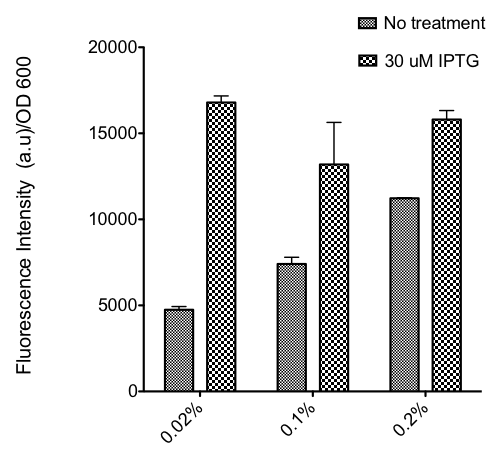 No treatment
30 uM IPTG
Fluorescence Intensity (a.u)/OD 600
20000
15000
10000
5000
0
0.02%
0.1%
0.2%